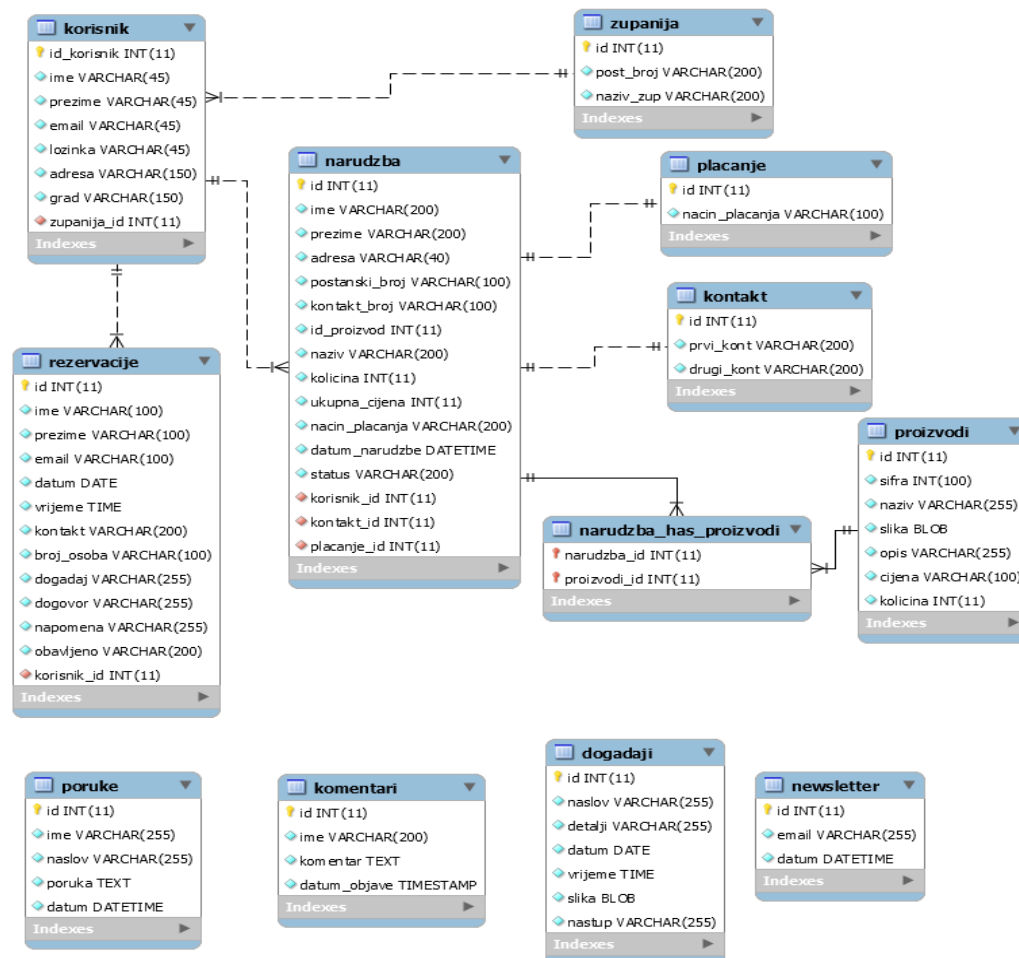 korisnik
id_korisnik INT(11)
ime VARCHAR(45)
prezime VARCHAR(45)
email VARCHAR(45)
lozinka VARCHAR(45)
adresa VARCHAR(150)
grad VARCHAR(150)
zupanija_id INT(11)
Indexes
zupanija
id INT(11)
post_broj VARCHAR(200)
naziv_zup VARCHAR(200)
Indexes
narudzba
id INT(11)
ime VARCHAR(200)
prezime VARCHAR(200)
adresa VARCHAR(40)
postanski_broj VARCHAR(100)
kontakt_broj VARCHAR(100)
id_proizvod INT(11)
naziv VARCHAR(200)
kolicina INT(11)
ukupna_cijena INT(11)
nacin_placanja VARCHAR(200)
datum_narudzbe DATETIME
status VARCHAR(200)
korisnik_id INT(11)
kontakt_id INT(11)
placanje_id INT(11)
Indexes
placanje
id INT(11)
nacin_placanja VARCHAR(100)
Indexes
kontakt
id INT(11)
prvi_kont VARCHAR(200)
drugi_kont VARCHAR(200)
Indexes
rezervacije
id INT(11)
ime VARCHAR(100)
prezime VARCHAR(100)
email VARCHAR(100)
datum DATE
vrijeme TIME
kontakt VARCHAR(200)
broj_osoba VARCHAR(100)
dogadaj VARCHAR(255)
dogovor VARCHAR(255)
napomena VARCHAR(255)
obavljeno VARCHAR(200)
korisnik_id INT(11)
Indexes
proizvodi
id INT(11)
sifra INT(100)
naziv VARCHAR(255)
slika BLOB
opis VARCHAR(255)
cijena VARCHAR(100)
kolicina INT(11)
Indexes
narudzba_has_proizvodi
narudzba_id INT(11)
proizvodi_id INT(11)
Indexes
poruke
id INT(11)
ime VARCHAR(255)
naslov VARCHAR(255)
poruka TEXT
datum DATETIME
Indexes
komentari
id INT(11)
ime VARCHAR(200)
komentar TEXT
datum_objave TIMESTAMP
Indexes
dogadaji
id INT(11)
naslov VARCHAR(255)
detalji VARCHAR(255)
datum DATE
vrijeme TIME
slika BLOB
nastup VARCHAR(255)
Indexes
newsletter
id INT(11)
email VARCHAR(255)
datum DATETIME
Indexes